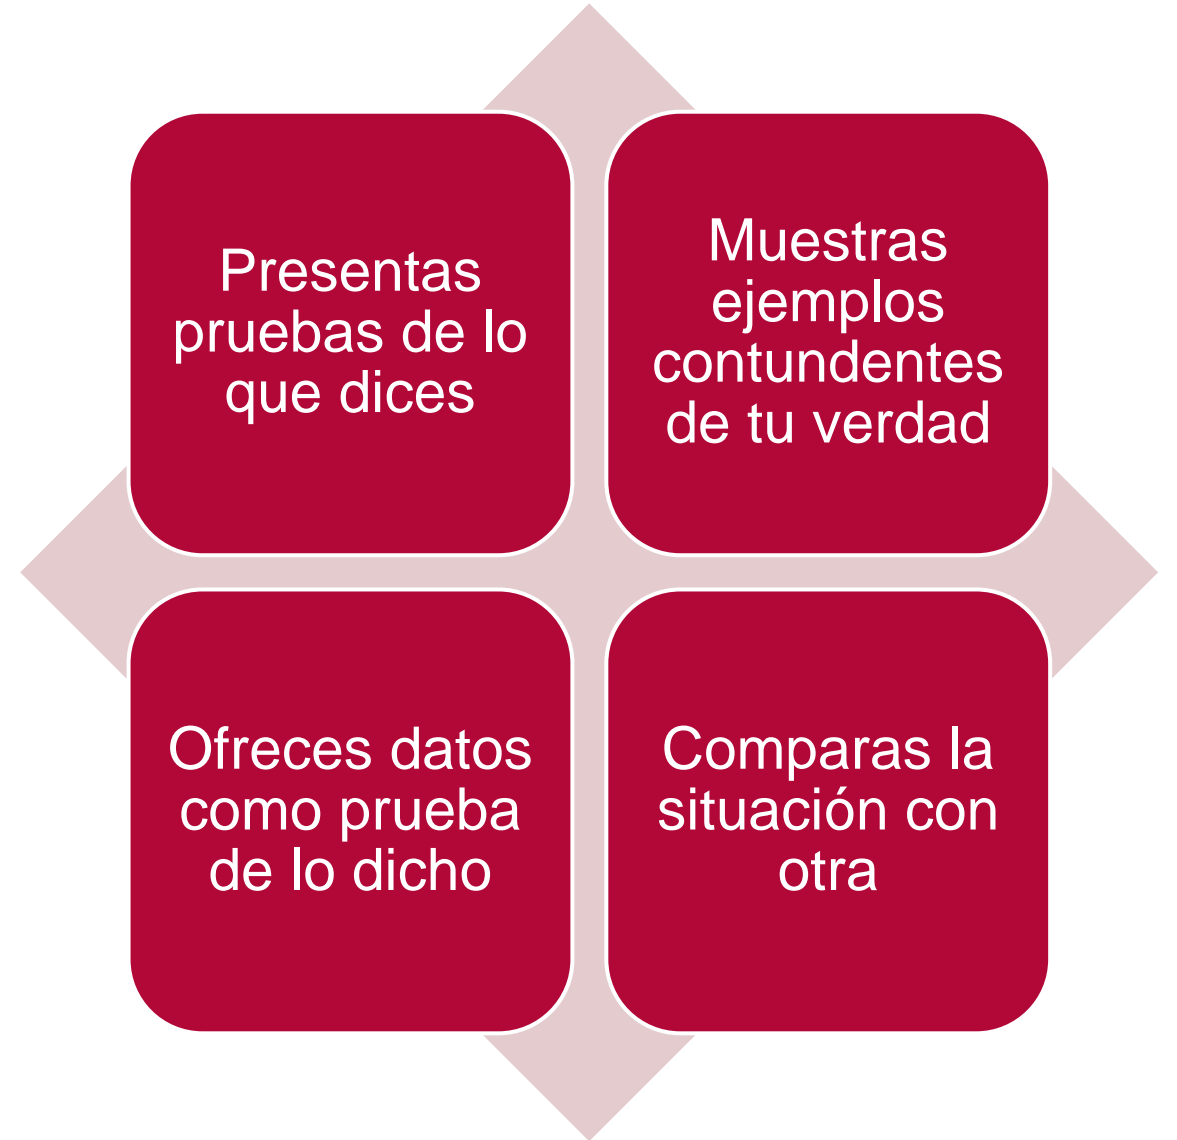 Presentas
pruebas de lo
que dices
Muestras
ejemplos
contundentes
de tu verdad
Ofreces datos
como prueba
de lo dicho
Comparas la
situación con
otra